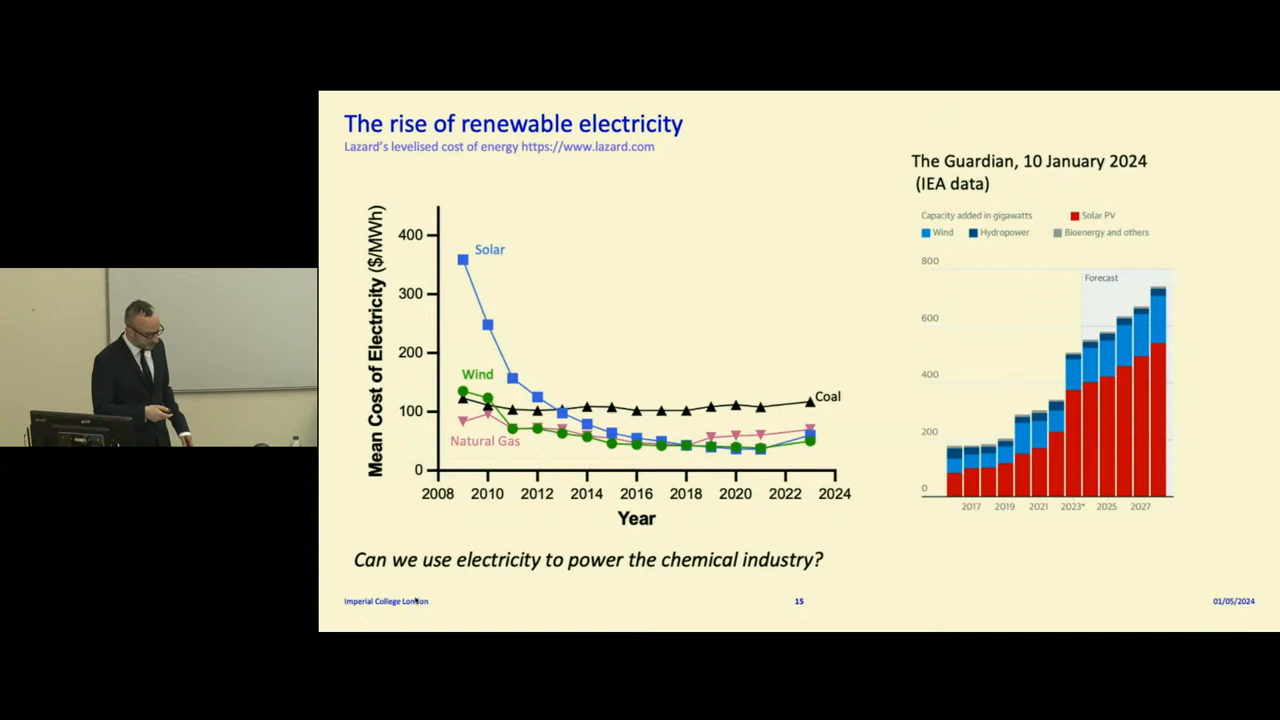 The rise of renewable electricity
Lazard's levelised cost of energy https://www.lazard.com
Mean Cost of Electricity ($/MWh)
400
300
200
100
0
Solar
Wind
Natural Gas
Coal
2008 2010 2012 2014 2016 2018 2020 2022 2024
Year
The Guardian, 10 January 2024
(IEA data)
Capacity added in gigawatts Solar PV
Wind Hydropower Bioenergy and others
800
600
400
200
0
Forecast
2017 2019 2021 2023* 2025 2027
Can we use electricity to power the chemical industry?
Imperial College London 15 01/05/2024